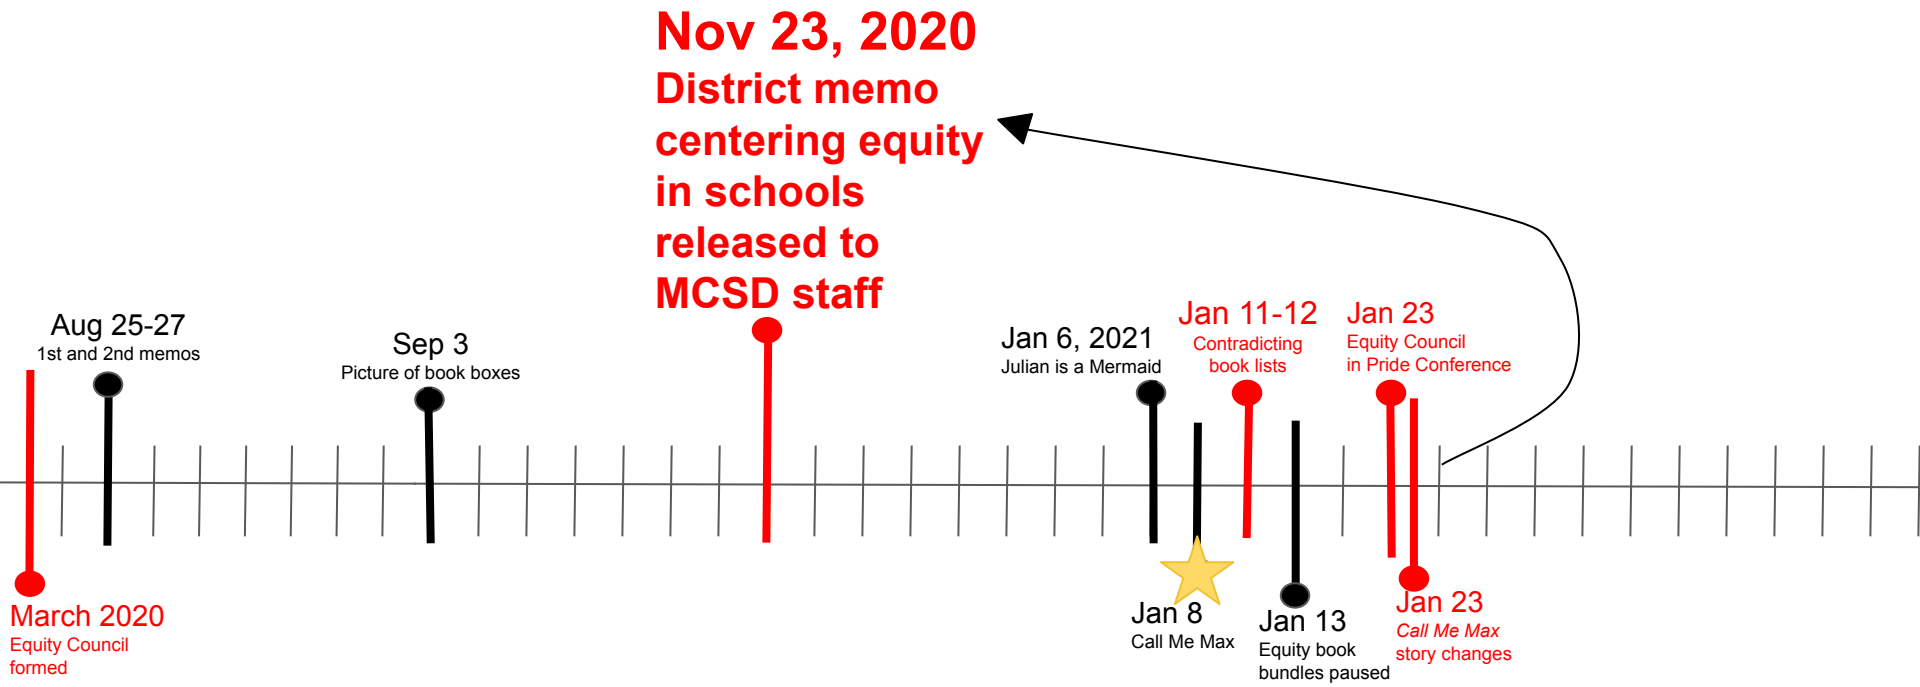 Nov 23, 2020
District memo
centering equity
in schools
released to
MCSD staff
Aug 25-27
1st and 2nd memos
Sep 3
Picture of book boxes
Jan 6, 2021
Julian is a Mermaid
Jan 11-12
Contradicting
book lists
Jan 23
Equity Council
in Pride Conference
March 2020
Equity Council
formed
Jan 8
Call Me Max
Jan 13
Equity book
bundles paused
Jan 23
Call Me Max
story changes